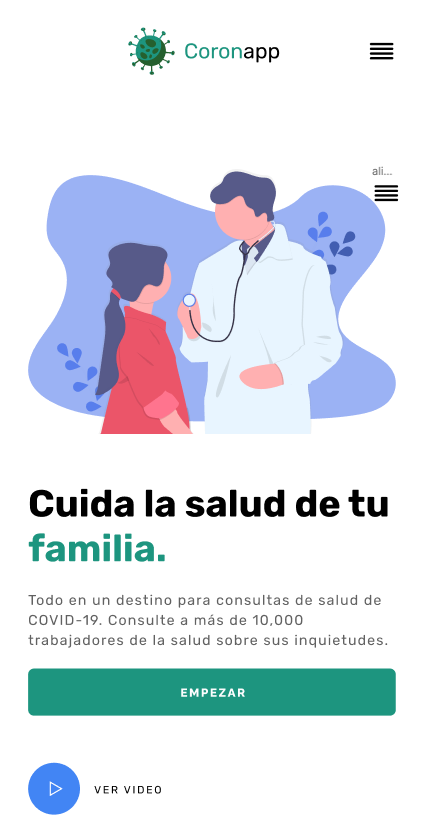 Coronapp
ali...
Cuida la salud de tu
familia.
Todo en un destino para consultas de salud de
COVID-19. Consulte a más de 10,000
trabajadores de la salud sobre sus inquietudes.
EMPEZAR
VER VIDEO